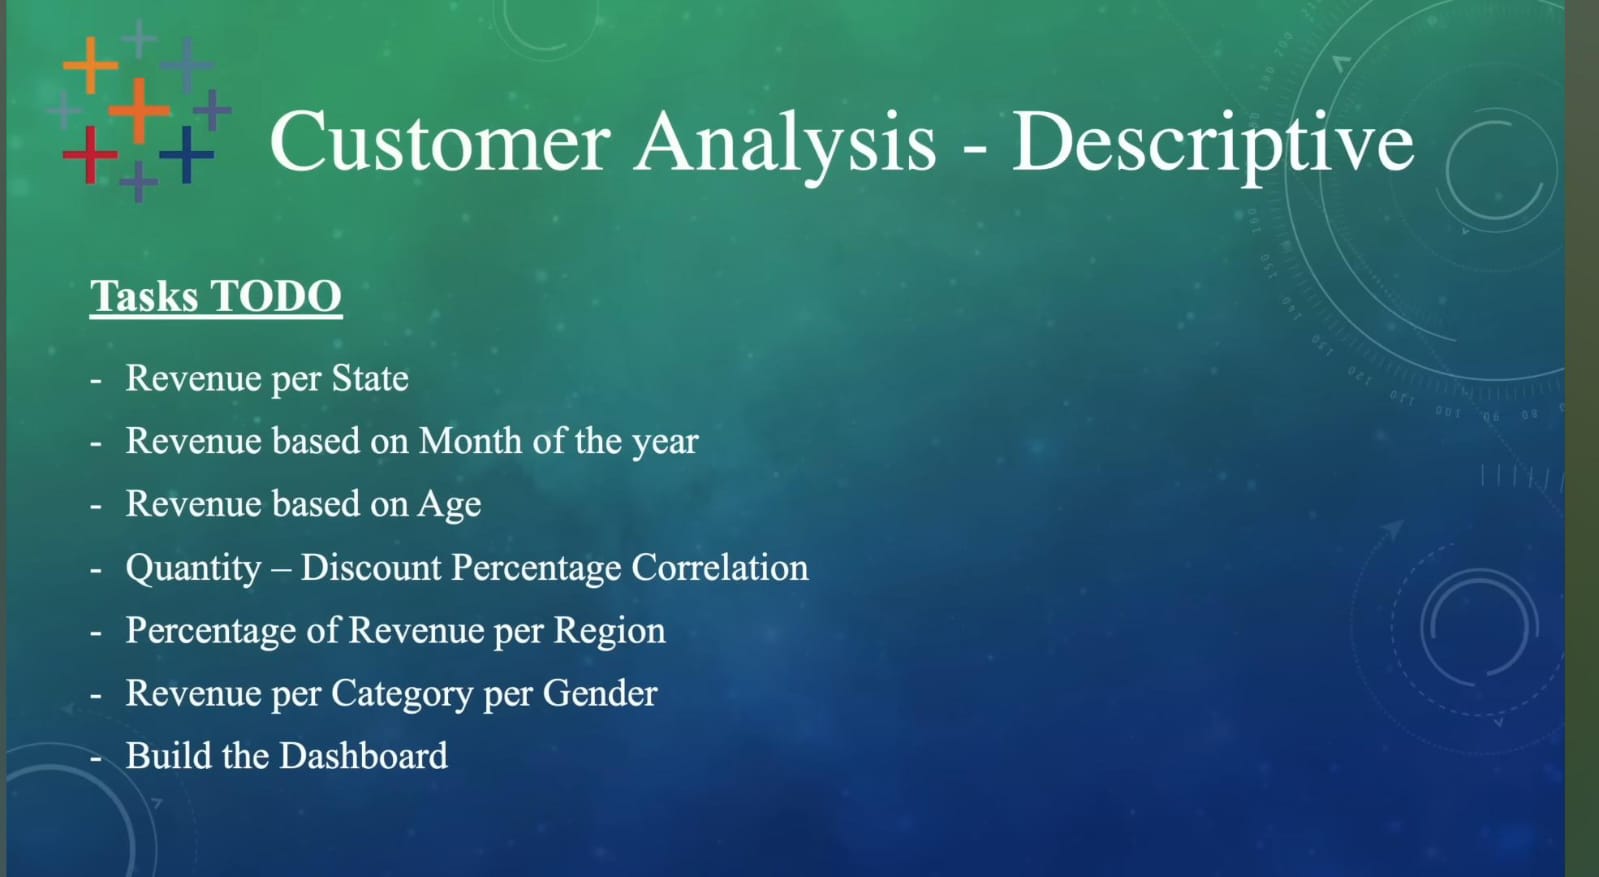 Customer Analysis - Descriptive
Tasks TODO
- Revenue per State
- Revenue based on Month of the year
- Revenue based on Age
- Quantity – Discount Percentage Correlation
- Percentage of Revenue per Region
- Revenue per Category per Gender
- Build the Dashboard